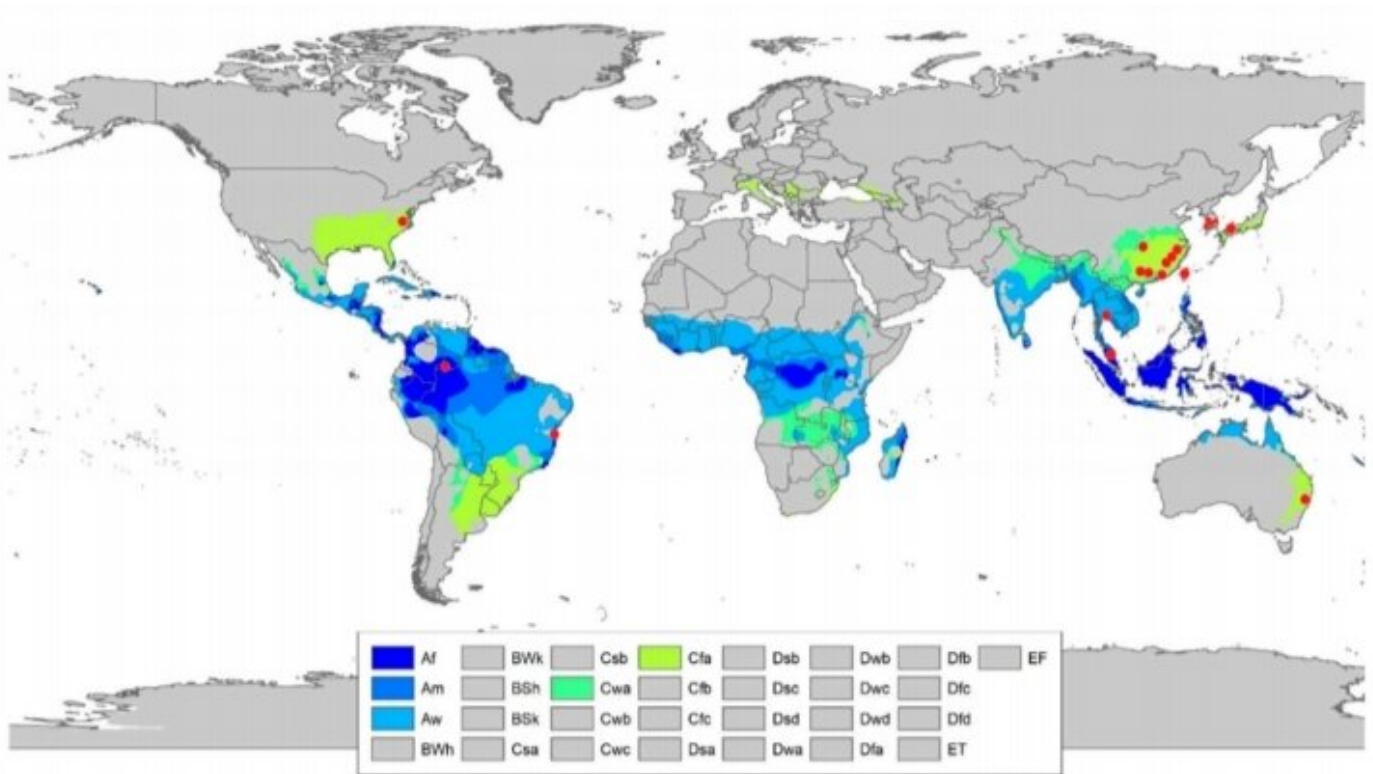 Af BWk Csb Cfa Dsb Dwb Dfb EF
Am BSh Cwa Cfb Dsc Dwc Dfc
Aw BSk Cwb Cfc Dsd Dwd Dfd
BWh Csa Cwc Dsa Dwa Dfa ET